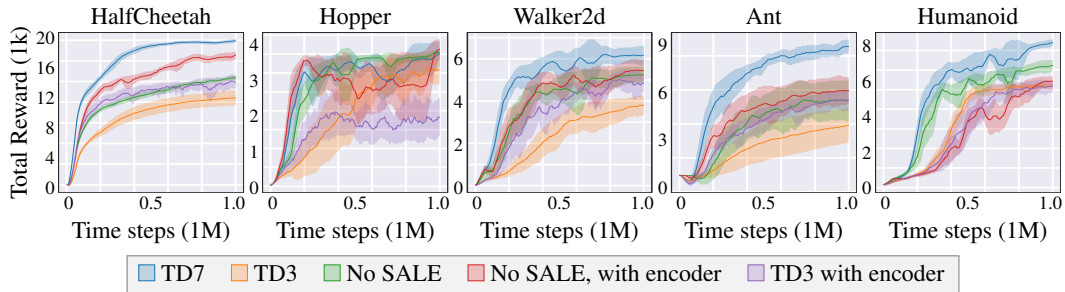 HalfCheetah Hopper Walker2d Ant Humanoid
Total Reward (1k)
20
16
12
8
4
0
0 0.5 1.0
Time steps (1M)
4
3
2
1
0
0 0.5 1.0
Time steps (1M)
6
4
2
0
0 0.5 1.0
Time steps (1M)
9
6
3
0
0 0.5 1.0
Time steps (1M)
8
6
4
2
0
0 0.5 1.0
Time steps (1M)
TD7 TD3 No SALE No SALE, with encoder TD3 with encoder